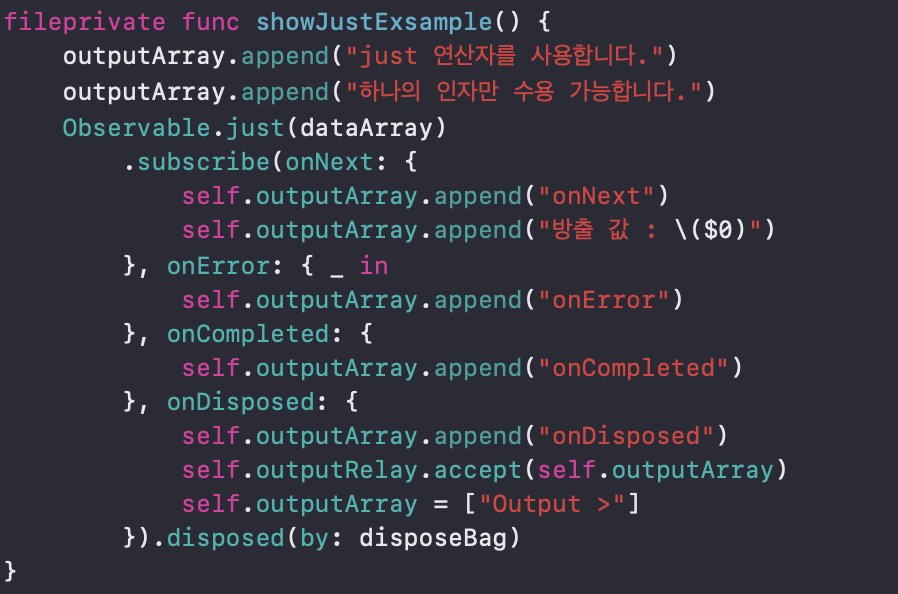 fileprivate func showJustExsample() {
    outputArray.append("just 연산자를 사용합니다.")
    outputArray.append("하나의 인자만 수용 가능합니다.")
    Observable.just(dataArray)
        .subscribe(onNext: {
            self.outputArray.append("onNext")
            self.outputArray.append("방출 값 : \($0)")
        }, onError: { _ in
            self.outputArray.append("onError")
        }, onCompleted: {
            self.outputArray.append("onCompleted")
        }, onDisposed: {
            self.outputArray.append("onDisposed")
            self.outputRelay.accept(self.outputArray)
            self.outputArray = ["Output >"]
        }).disposed(by: disposeBag)
}